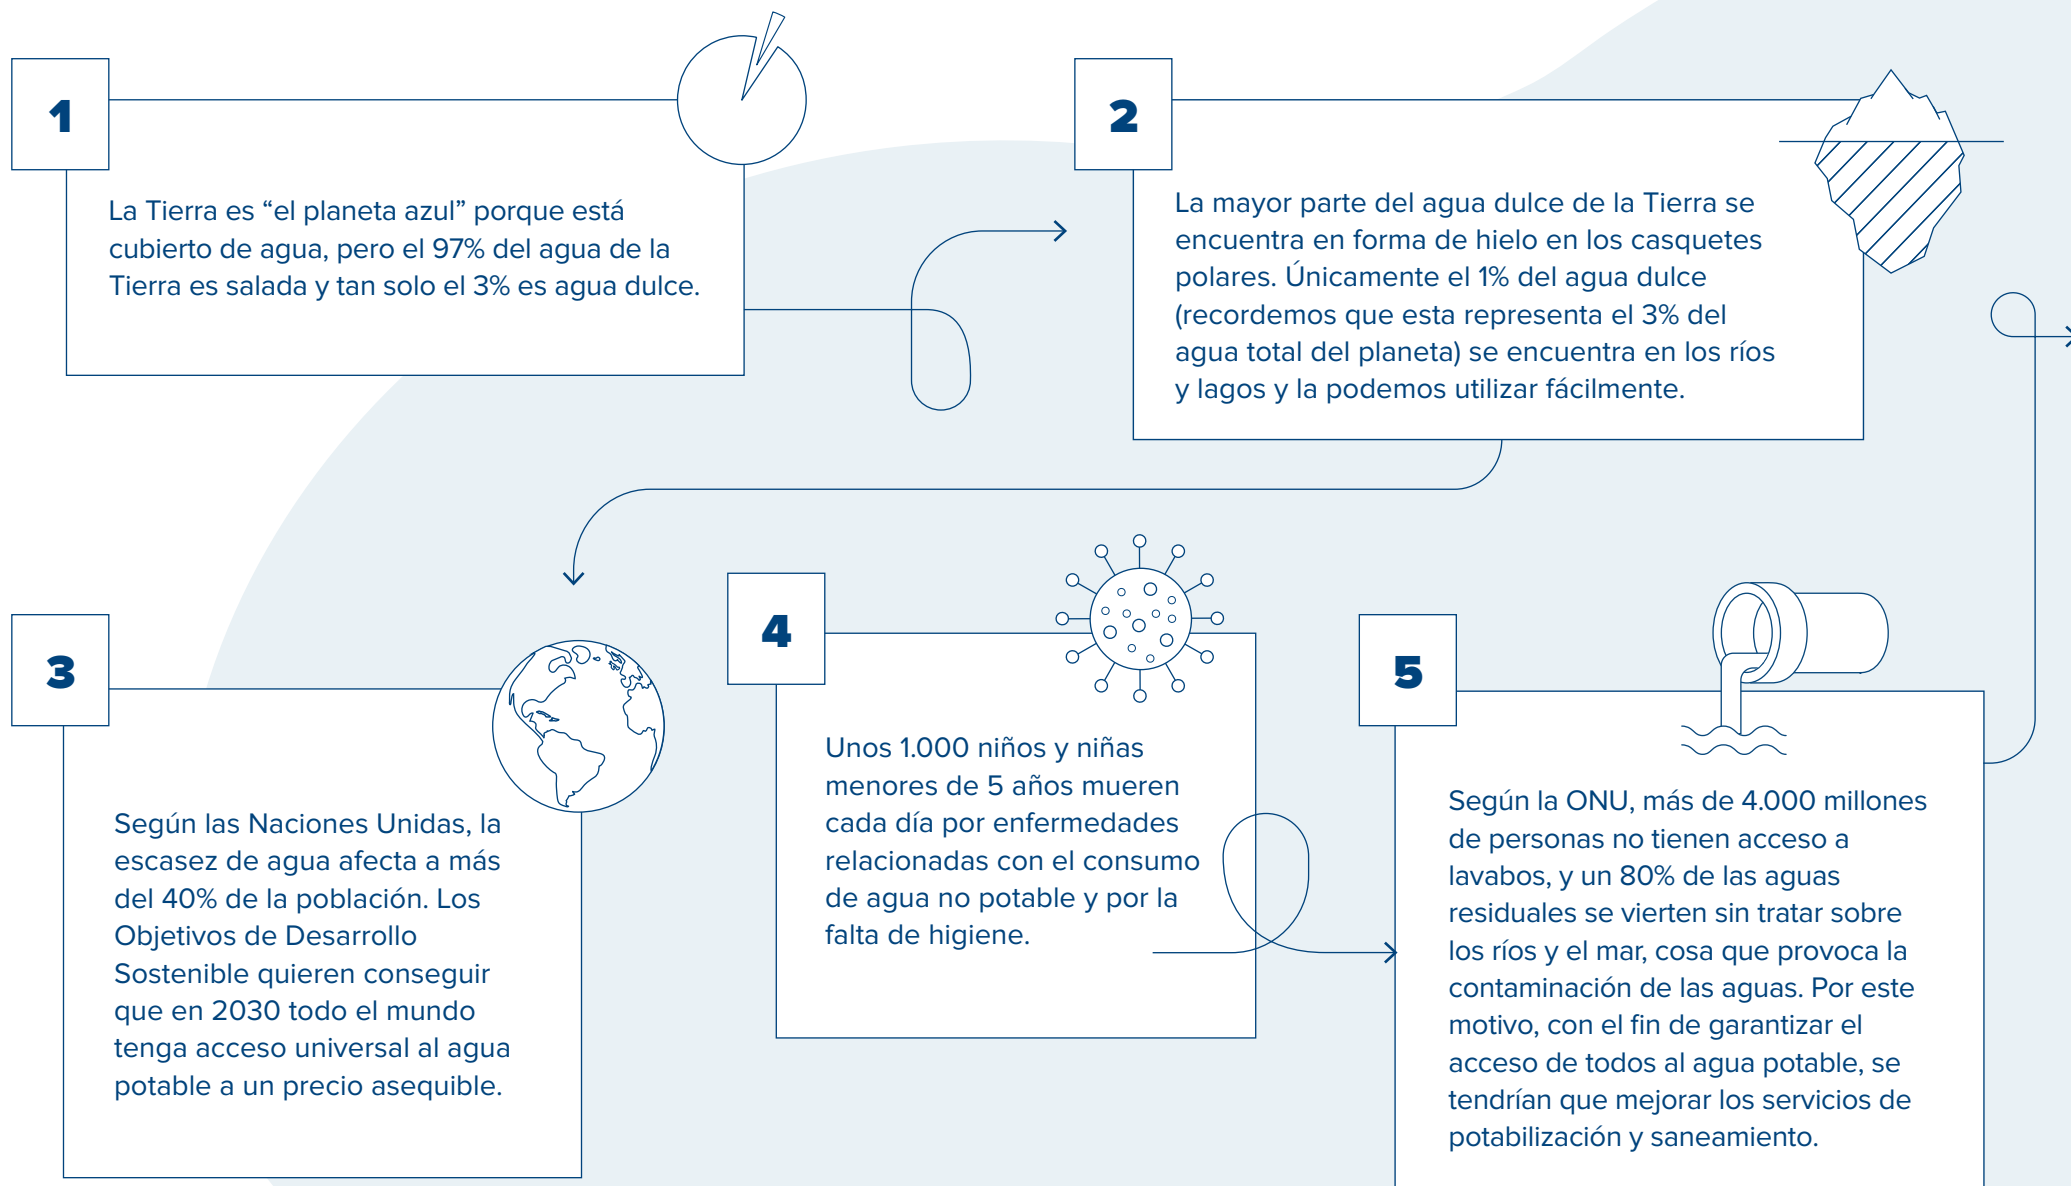 1
La Tierra es “el planeta azul” porque está
cubierto de agua, pero el 97% del agua de la
Tierra es salada y tan solo el 3% es agua dulce.
2
La mayor parte del agua dulce de la Tierra se
encuentra en forma de hielo en los casquetes
polares. Únicamente el 1% del agua dulce
(recordemos que esta representa el 3% del
agua total del planeta) se encuentra en los ríos
y lagos y la podemos utilizar fácilmente.
3
Según las Naciones Unidas, la
escasez de agua afecta a más
del 40% de la población. Los
Objetivos de Desarrollo
Sostenible quieren conseguir
que en 2030 todo el mundo
tenga acceso universal al agua
potable a un precio asequible.
4
Unos 1.000 niños y niñas
menores de 5 años mueren
cada día por enfermedades
relacionadas con el consumo
de agua no potable y por la
falta de higiene.
5
Según la ONU, más de 4.000 millones
de personas no tienen acceso a
lavabos, y un 80% de las aguas
residuales se vierten sin tratar sobre
los ríos y el mar, cosa que provoca la
contaminación de las aguas. Por este
motivo, con el fin de garantizar el
acceso de todos al agua potable, se
tendrían que mejorar los servicios de
potabilización y saneamiento.